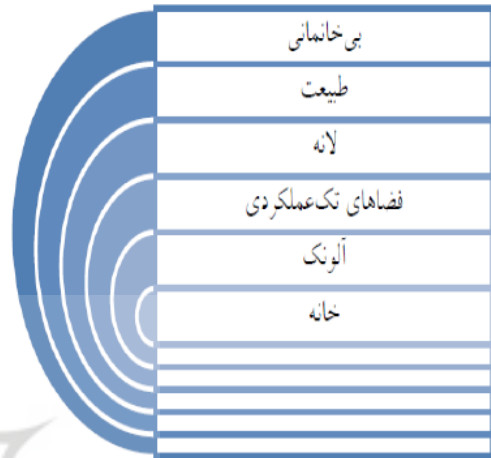 بی‌خانمانی
طبیعت
لانه
فضاهای تک‌عملکردی
آلونک
خانه